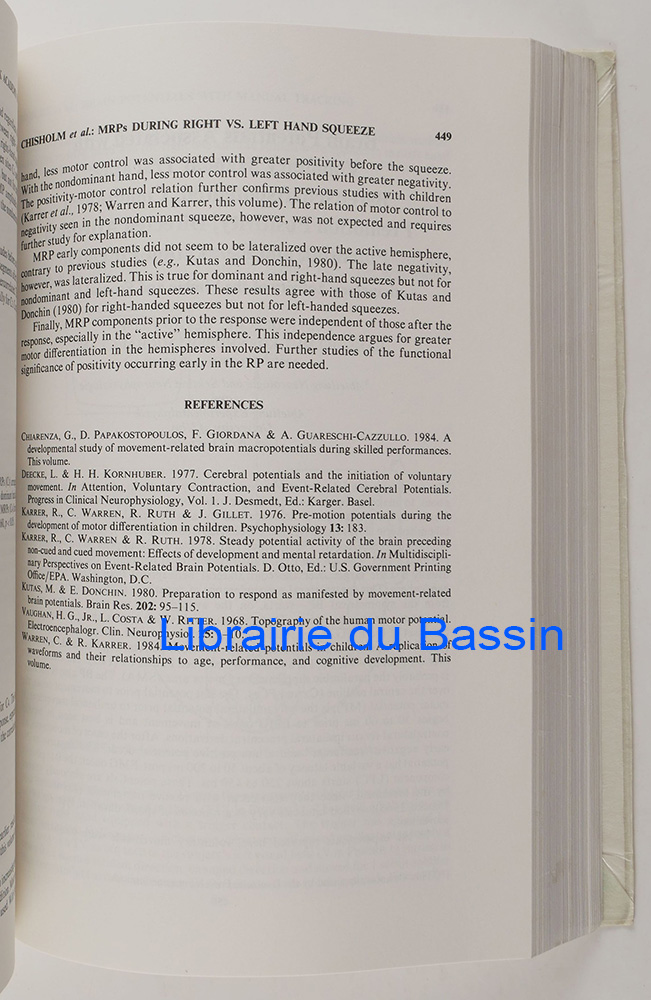 CHISHOLM et al.: MRPs DURING RIGHT VS. LEFT HAND SQUEEZE 449
hand, less motor control was associated with greater positivity before the squeeze.
With the nondominant hand, less motor control was associated with greater negativity.
The positivity-motor control relation further confirms previous studies with children
(Karrer et al., 1978; Warren and Karrer, this volume). The relation of motor control to
negativity seen in the nondominant squeeze, however, was not expected and requires
further study for explanation.
MRP early components did not seem to be lateralized over the active hemisphere,
contrary to previous studies (e.g., Kutas and Donchin, 1980). The late negativity,
however, was lateralized. This is true for dominant and right-hand squeezes but not for
nondominant and left-hand squeezes. These results agree with those of Kutas and
Donchin (1980) for right-handed squeezes but not for left-handed squeezes.
Finally, MRP components prior to the response were independent of those after the
response, especially in the “active” hemisphere. This independence argues for greater
motor differentiation in the hemispheres involved. Further studies of the functional
significance of positivity occurring early in the RP are needed.
REFERENCES
CHIARENZA, G., D. PAPAKOSTOPOULOS, F. GIORDANA & A. GUARESCHI-CAZZULLO. 1984. A
developmental study of movement-related brain macropotentials during skilled performances.
This volume.
DEECKE, L. & H. H. KORNHUBER. 1977. Cerebral potentials and the initiation of voluntary
movement. In Attention, Voluntary Contraction, and Event-Related Cerebral Potentials.
Progress in Clinical Neurophysiology, Vol. 1. J. Desmedt, Ed.: Karger. Basel.
KARRER, R., C. WARREN, R. RUTH & J. GILLET. 1976. Pre-motion potentials during the
development of motor differentiation in children. Psychophysiology 13: 183.
KARRER, R., C. WARREN & R. RUTH. 1978. Steady potential activity of the brain preceding
non-cued and cued movement: Effects of development and mental retardation. In Multidiscipli-
nary Perspectives on Event-Related Brain Potentials. D. Otto, Ed.: U.S. Government Printing
Office/EPA. Washington, D.C.
KUTAS, M. & E. DONCHIN. 1980. Preparation to respond as manifested by movement-related
brain potentials. Brain Res. 202: 95–115.
VAUGHAN, H. G., JR., L. COSTA & W. RITTER. 1968. Topography of the human motor potential.
Electroencephalogr. Clin. Neurophysiol.
WARREN, C. & R. KARRER. 1984. Movement-related potentials in children: A replication of
waveforms and their relationships to age, performance, and cognitive development. This
volume.
Librairie du Bassin